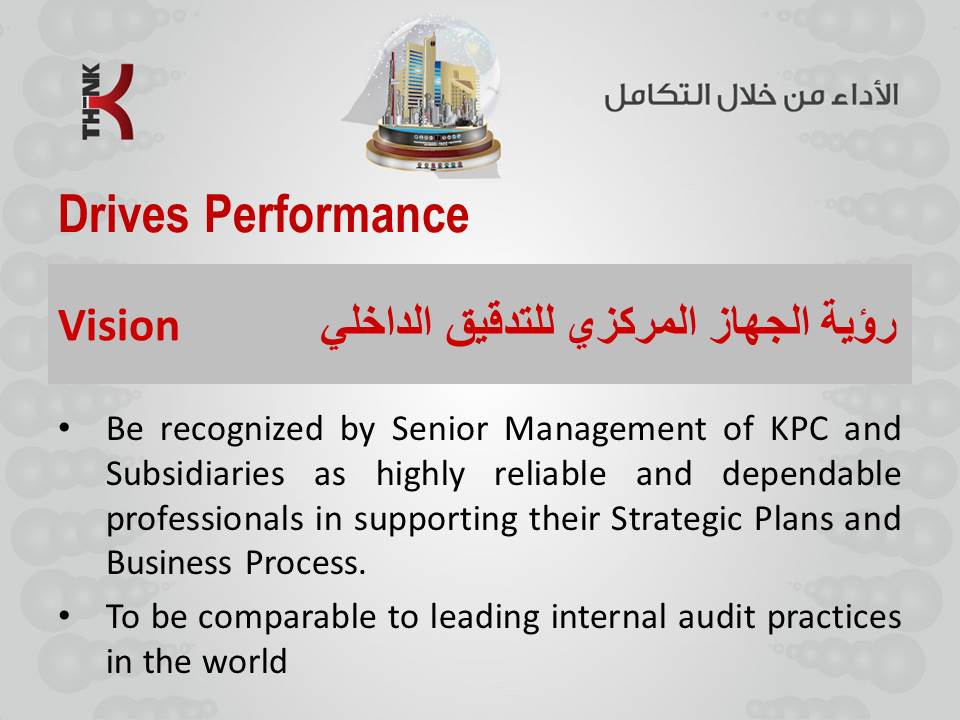 TH!NK
الأداء من خلال التكامل
Drives Performance
Vision
رؤية الجهاز المركزي للتدقيق الداخلي
• Be recognized by Senior Management of KPC and
Subsidiaries as highly reliable and dependable
professionals in supporting their Strategic Plans and
Business Process.
• To be comparable to leading internal audit practices
in the world